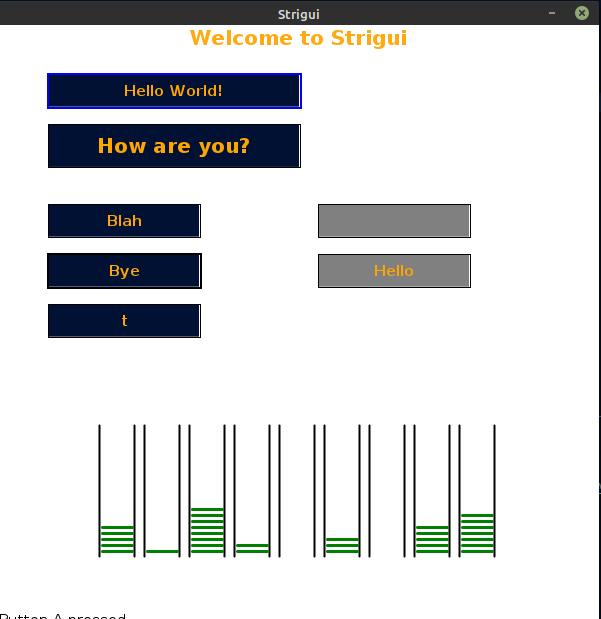 Strigui
Welcome to Strigui
Hello World!
How are you?
Blah
Bye
Hello
t
Button A pressed